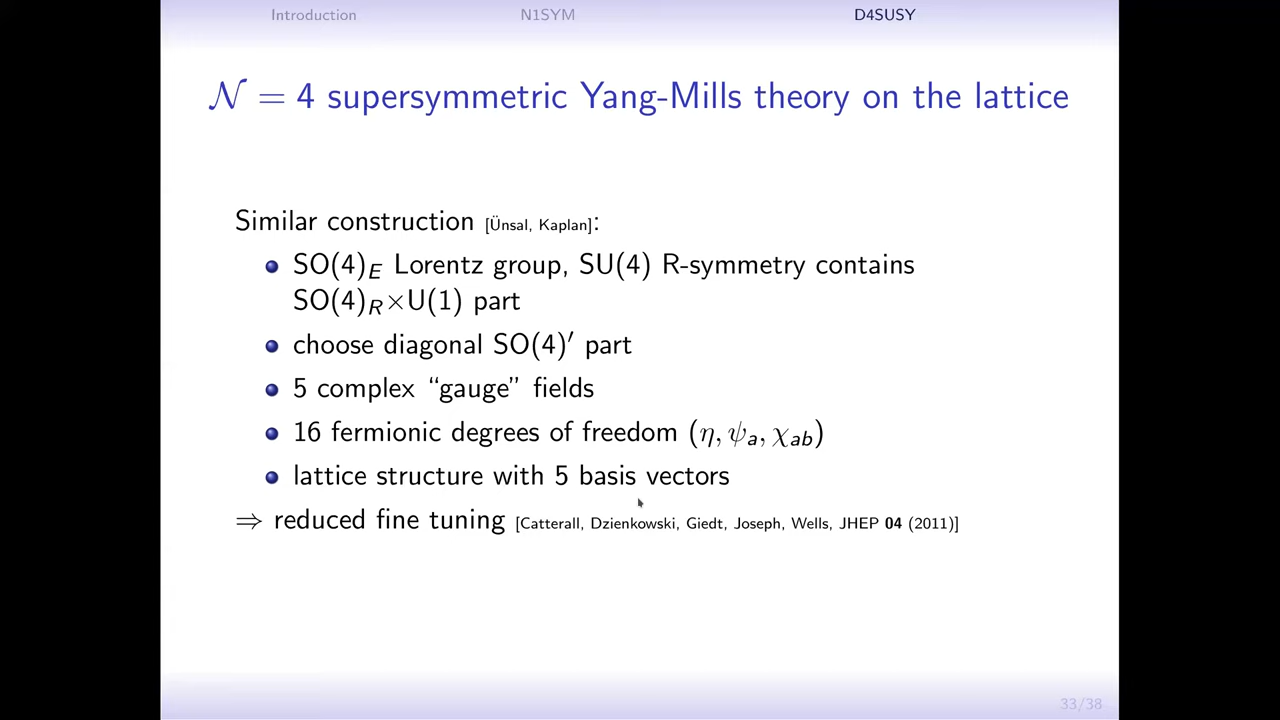 Introduction N1SYM D4SUSY
𝒩 = 4 supersymmetric Yang-Mills theory on the lattice
Similar construction [Ünsal, Kaplan]:
SO(4)_E Lorentz group, SU(4) R-symmetry contains
SO(4)_R×U(1) part
choose diagonal SO(4)′ part
5 complex “gauge” fields
16 fermionic degrees of freedom (η, ψ_a, χ_ab)
lattice structure with 5 basis vectors
⇒ reduced fine tuning [Catterall, Dzienkowski, Giedt, Joseph, Wells, JHEP 04 (2011)]
33/38